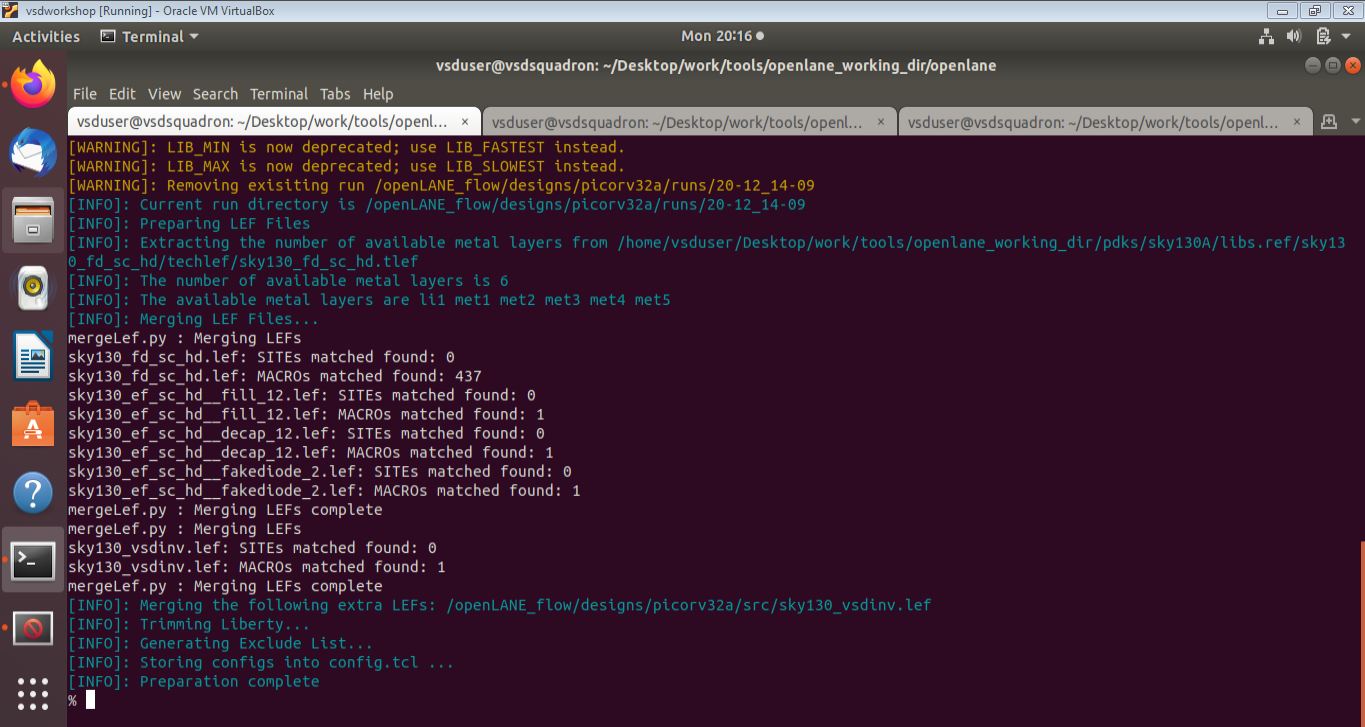 vsdworkshop [Running] - Oracle VM VirtualBox
Activities Terminal Mon 20:16
vsduser@vsdsquadron: ~/Desktop/work/tools/openlane_working_dir/openlane
File Edit View Search Terminal Tabs Help
vsduser@vsdsquadron: ~/Desktop/work/tools/openl... × vsduser@vsdsquadron: ~/Desktop/work/tools/openl... × vsduser@vsdsquadron: ~/Desktop/work/tools/openl... ×
[WARNING]: LIB_MIN is now deprecated; use LIB_FASTEST instead.
[WARNING]: LIB_MAX is now deprecated; use LIB_SLOWEST instead.
[WARNING]: Removing exisiting run /openLANE_flow/designs/picorv32a/runs/20-12_14-09
[INFO]: Current run directory is /openLANE_flow/designs/picorv32a/runs/20-12_14-09
[INFO]: Preparing LEF Files
[INFO]: Extracting the number of available metal layers from /home/vsduser/Desktop/work/tools/openlane_working_dir/pdks/sky130A/libs.ref/sky13
0_fd_sc_hd/techlef/sky130_fd_sc_hd.tlef
[INFO]: The number of available metal layers is 6
[INFO]: The available metal layers are li1 met1 met2 met3 met4 met5
[INFO]: Merging LEF Files...
mergeLef.py : Merging LEFs
sky130_fd_sc_hd.lef: SITEs matched found: 0
sky130_fd_sc_hd.lef: MACROs matched found: 437
sky130_ef_sc_hd__fill_12.lef: SITEs matched found: 0
sky130_ef_sc_hd__fill_12.lef: MACROs matched found: 1
sky130_ef_sc_hd__decap_12.lef: SITEs matched found: 0
sky130_ef_sc_hd__decap_12.lef: MACROs matched found: 1
sky130_ef_sc_hd__fakediode_2.lef: SITEs matched found: 0
sky130_ef_sc_hd__fakediode_2.lef: MACROs matched found: 1
mergeLef.py : Merging LEFs complete
mergeLef.py : Merging LEFs
sky130_vsdinv.lef: SITEs matched found: 0
sky130_vsdinv.lef: MACROs matched found: 1
mergeLef.py : Merging LEFs complete
[INFO]: Merging the following extra LEFs: /openLANE_flow/designs/picorv32a/src/sky130_vsdinv.lef
[INFO]: Trimming Liberty...
[INFO]: Generating Exclude List...
[INFO]: Storing configs into config.tcl ...
[INFO]: Preparation complete
%